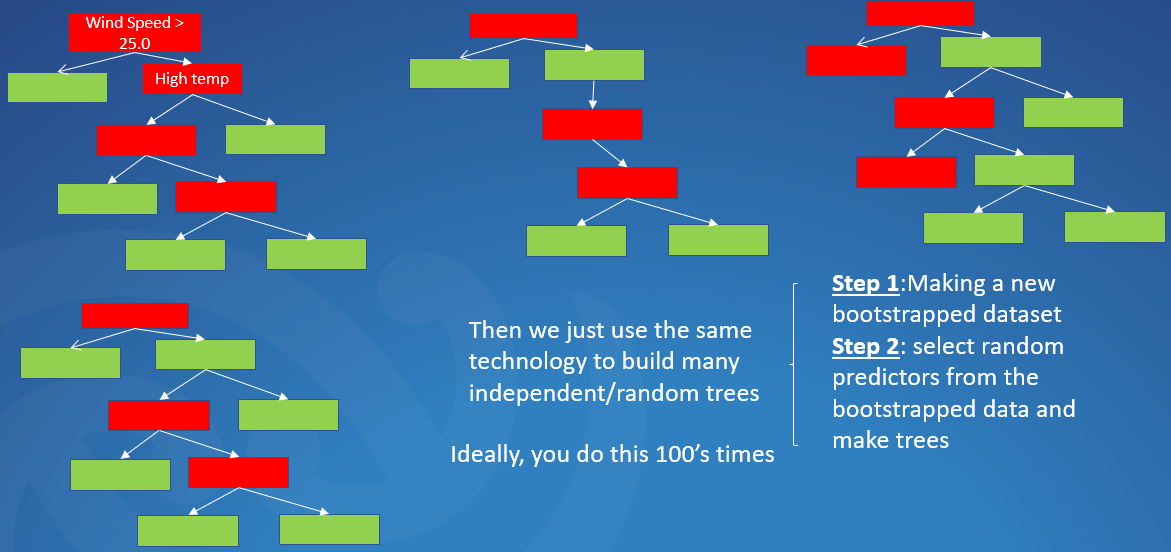 Wind Speed >
25.0
High temp
Then we just use the same
technology to build many
independent/random trees
Ideally, you do this 100’s times
Step 1:Making a new
bootstrapped dataset
Step 2: select random
predictors from the
bootstrapped data and
make trees